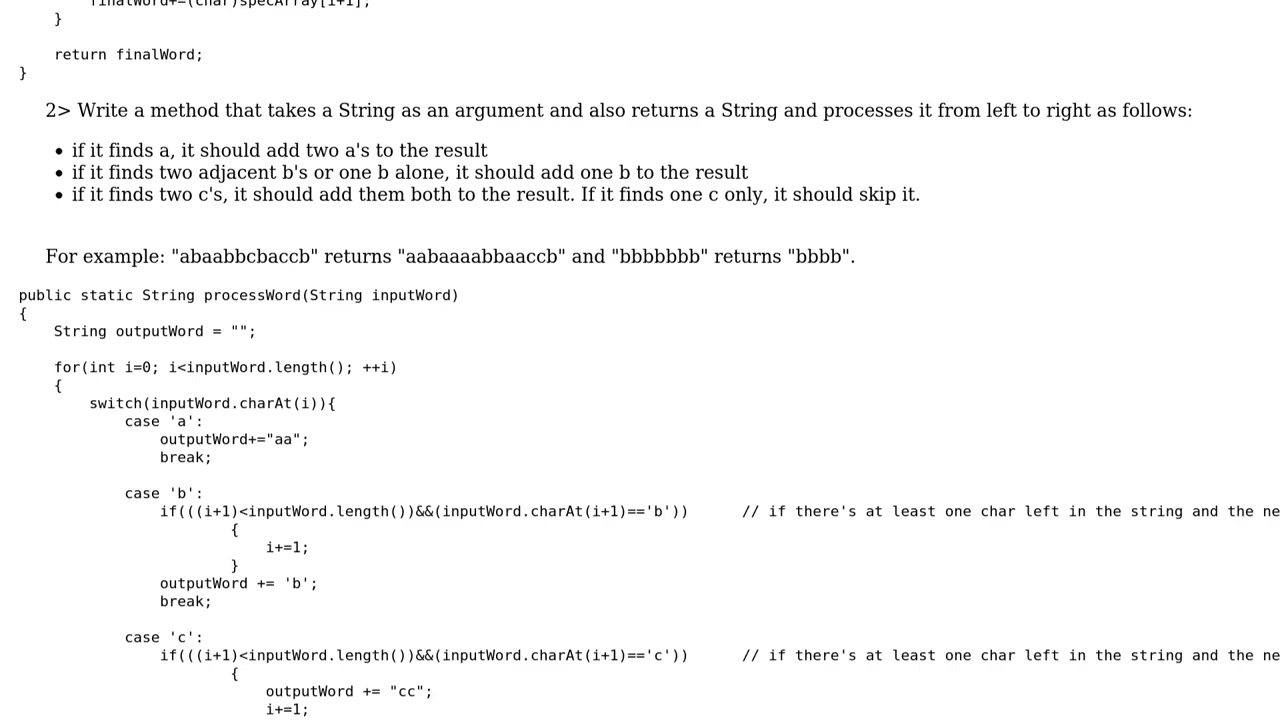 finalWord+=(char)specArray[i+1];
    }

    return finalWord;
}
2> Write a method that takes a String as an argument and also returns a String and processes it from left to right as follows:
• if it finds a, it should add two a's to the result
• if it finds two adjacent b's or one b alone, it should add one b to the result
• if it finds two c's, it should add them both to the result. If it finds one c only, it should skip it.
For example: "abaabbcbaccb" returns "aabaaaabbaaccb" and "bbbbbbb" returns "bbbb".
public static String processWord(String inputWord)
{
    String outputWord = "";

    for(int i=0; i<inputWord.length(); ++i)
    {
        switch(inputWord.charAt(i)){
            case 'a':
                outputWord+="aa";
                break;

            case 'b':
                if(((i+1)<inputWord.length())&&(inputWord.charAt(i+1)=='b'))      // if there's at least one char left in the string and the ne
                        {
                            i+=1;
                        }
                outputWord += 'b';
                break;

            case 'c':
                if(((i+1)<inputWord.length())&&(inputWord.charAt(i+1)=='c'))      // if there's at least one char left in the string and the ne
                        {
                            outputWord += "cc";
                            i+=1;